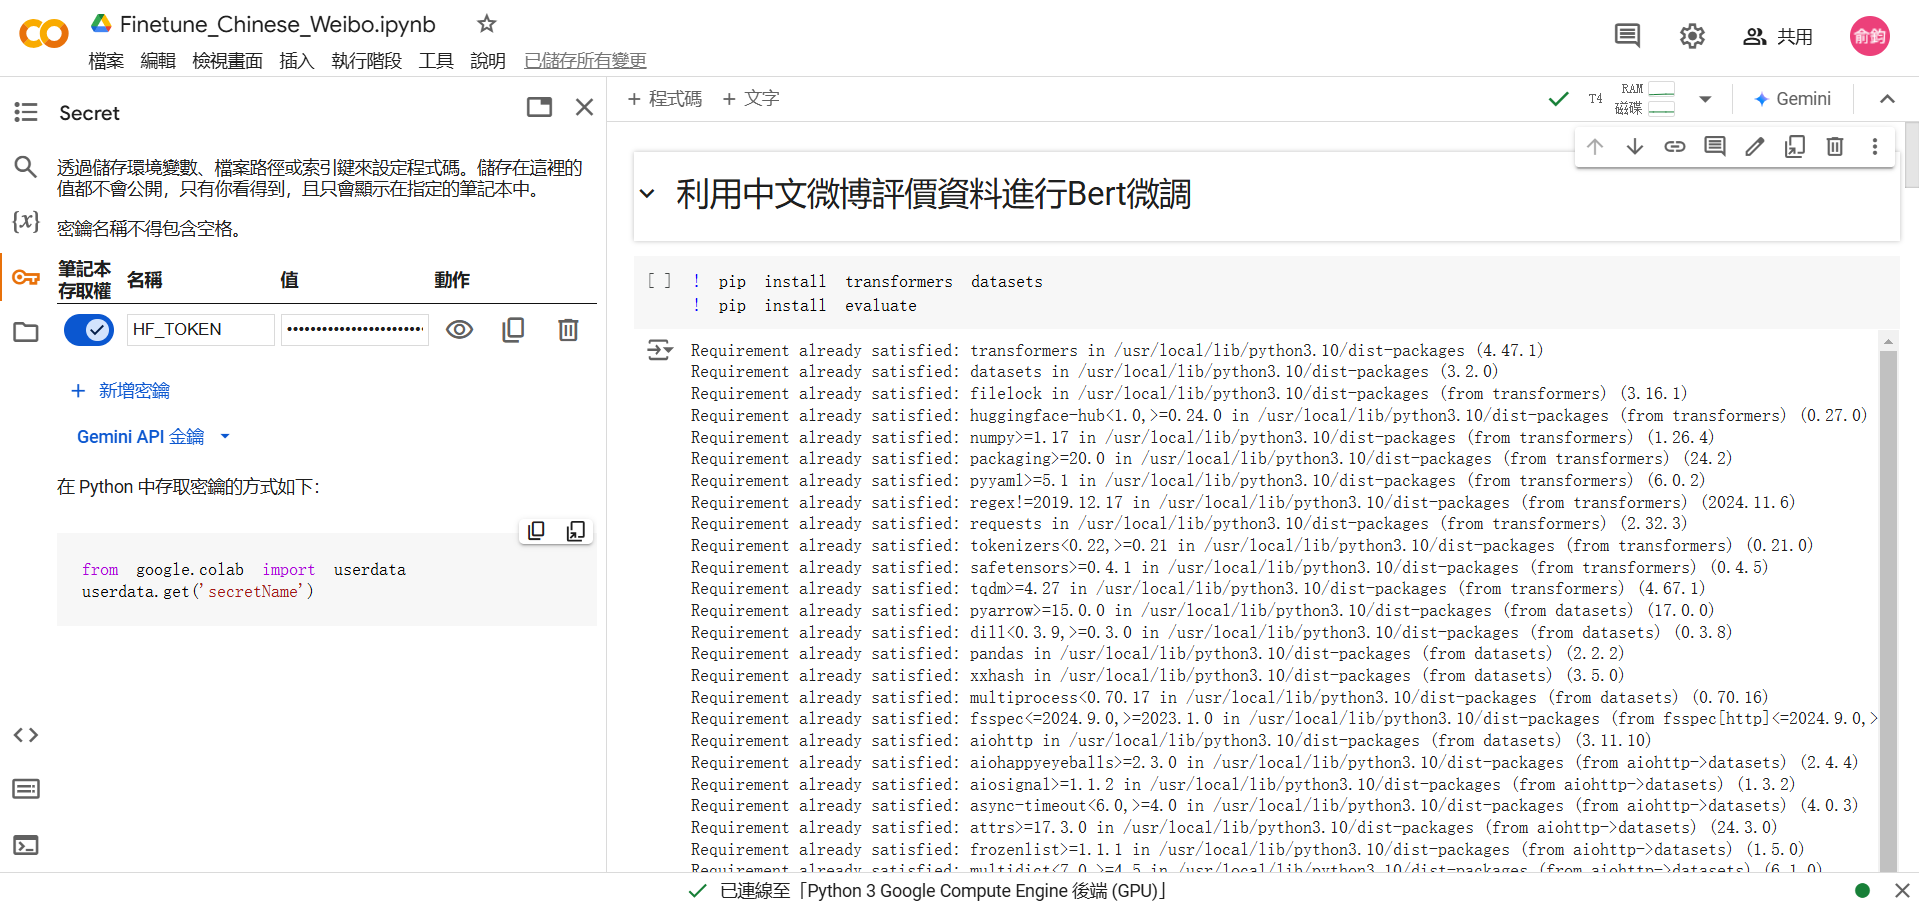 Finetune_Chinese_Weibo.ipynb
檔案 編輯 檢視畫面 插入 執行階段 工具 說明 已儲存所有變更
共用
俞鈞
Secret
透過儲存環境變數、檔案路徑或索引鍵來設定程式碼。儲存在這裡的
值都不會公開，只有你看得到，且只會顯示在指定的筆記本中。
密鑰名稱不得包含空格。
筆記本
存取權 名稱 值 動作
HF_TOKEN ••••••••••••••••••••••••
+ 新增密鑰
Gemini API 金鑰
在 Python 中存取密鑰的方式如下：
from google.colab import userdata
userdata.get('secretName')
+ 程式碼 + 文字
T4 RAM
磁碟
Gemini
利用中文微博評價資料進行Bert微調
[ ] ! pip install transformers datasets
! pip install evaluate
Requirement already satisfied: transformers in /usr/local/lib/python3.10/dist-packages (4.47.1)
Requirement already satisfied: datasets in /usr/local/lib/python3.10/dist-packages (3.2.0)
Requirement already satisfied: filelock in /usr/local/lib/python3.10/dist-packages (from transformers) (3.16.1)
Requirement already satisfied: huggingface-hub<1.0,>=0.24.0 in /usr/local/lib/python3.10/dist-packages (from transformers) (0.27.0)
Requirement already satisfied: numpy>=1.17 in /usr/local/lib/python3.10/dist-packages (from transformers) (1.26.4)
Requirement already satisfied: packaging>=20.0 in /usr/local/lib/python3.10/dist-packages (from transformers) (24.2)
Requirement already satisfied: pyyaml>=5.1 in /usr/local/lib/python3.10/dist-packages (from transformers) (6.0.2)
Requirement already satisfied: regex!=2019.12.17 in /usr/local/lib/python3.10/dist-packages (from transformers) (2024.11.6)
Requirement already satisfied: requests in /usr/local/lib/python3.10/dist-packages (from transformers) (2.32.3)
Requirement already satisfied: tokenizers<0.22,>=0.21 in /usr/local/lib/python3.10/dist-packages (from transformers) (0.21.0)
Requirement already satisfied: safetensors>=0.4.1 in /usr/local/lib/python3.10/dist-packages (from transformers) (0.4.5)
Requirement already satisfied: tqdm>=4.27 in /usr/local/lib/python3.10/dist-packages (from transformers) (4.67.1)
Requirement already satisfied: pyarrow>=15.0.0 in /usr/local/lib/python3.10/dist-packages (from datasets) (17.0.0)
Requirement already satisfied: dill<0.3.9,>=0.3.0 in /usr/local/lib/python3.10/dist-packages (from datasets) (0.3.8)
Requirement already satisfied: pandas in /usr/local/lib/python3.10/dist-packages (from datasets) (2.2.2)
Requirement already satisfied: xxhash in /usr/local/lib/python3.10/dist-packages (from datasets) (3.5.0)
Requirement already satisfied: multiprocess<0.70.17 in /usr/local/lib/python3.10/dist-packages (from datasets) (0.70.16)
Requirement already satisfied: fsspec<=2024.9.0,>=2023.1.0 in /usr/local/lib/python3.10/dist-packages (from fsspec[http]<=2024.9.0,>
Requirement already satisfied: aiohttp in /usr/local/lib/python3.10/dist-packages (from datasets) (3.11.10)
Requirement already satisfied: aiohappyeyeballs>=2.3.0 in /usr/local/lib/python3.10/dist-packages (from aiohttp->datasets) (2.4.4)
Requirement already satisfied: aiosignal>=1.1.2 in /usr/local/lib/python3.10/dist-packages (from aiohttp->datasets) (1.3.2)
Requirement already satisfied: async-timeout<6.0,>=4.0 in /usr/local/lib/python3.10/dist-packages (from aiohttp->datasets) (4.0.3)
Requirement already satisfied: attrs>=17.3.0 in /usr/local/lib/python3.10/dist-packages (from aiohttp->datasets) (24.3.0)
Requirement already satisfied: frozenlist>=1.1.1 in /usr/local/lib/python3.10/dist-packages (from aiohttp->datasets) (1.5.0)
Requirement already satisfied: multidict<7.0,>=4.5 in /usr/local/lib/python3.10/dist-packages (from aiohttp->datasets) (6.1.0)
已連線至「Python 3 Google Compute Engine 後端 (GPU)」